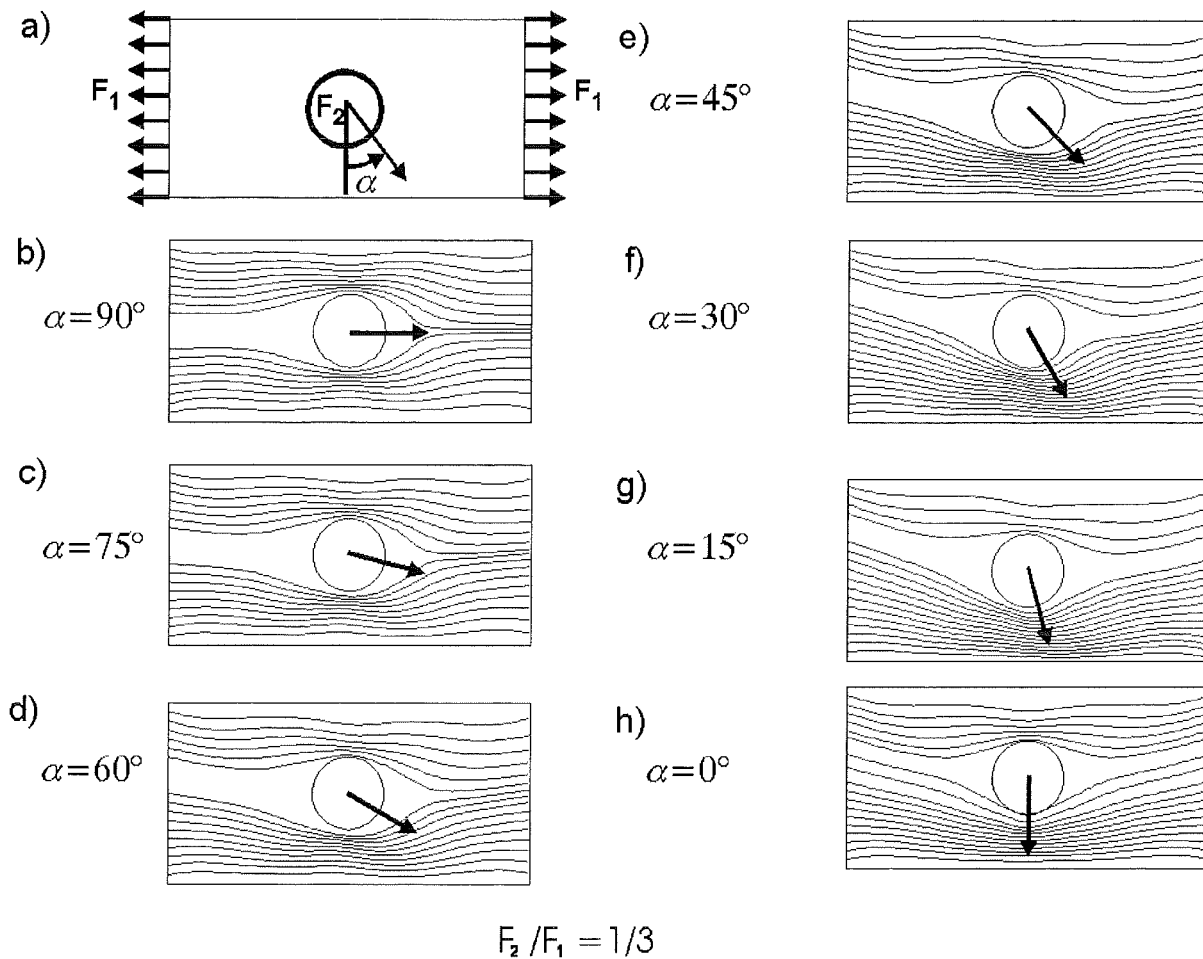 a)
F₁
F₂
α
F₁
b)
α=90°
c)
α=75°
d)
α=60°
e)
α=45°
f)
α=30°
g)
α=15°
h)
α=0°
F₂/F₁ = 1/3